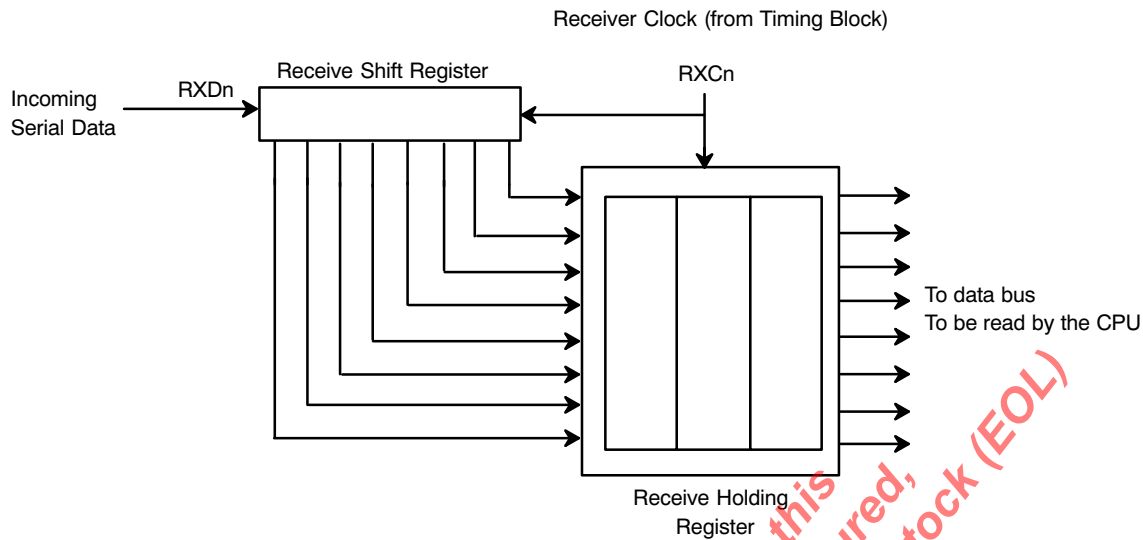 Receiver Clock (from Timing Block)
Receive Shift Register
RXCn
Incoming
Serial Data
RXDn
To data bus
To be read by the CPU
Receive Holding
Register
this
tock (EOL)